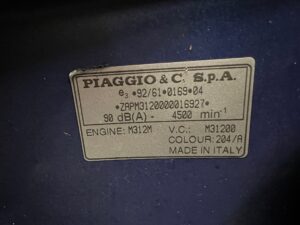 PIAGGIO & C. S.p.A.
e3 *92/61*0169*04
*ZAPM3120000016927*
90 dB(A) - 4500 min-1
ENGINE: M312M V.C.: M31200
COLOUR: 204/A
MADE IN ITALY